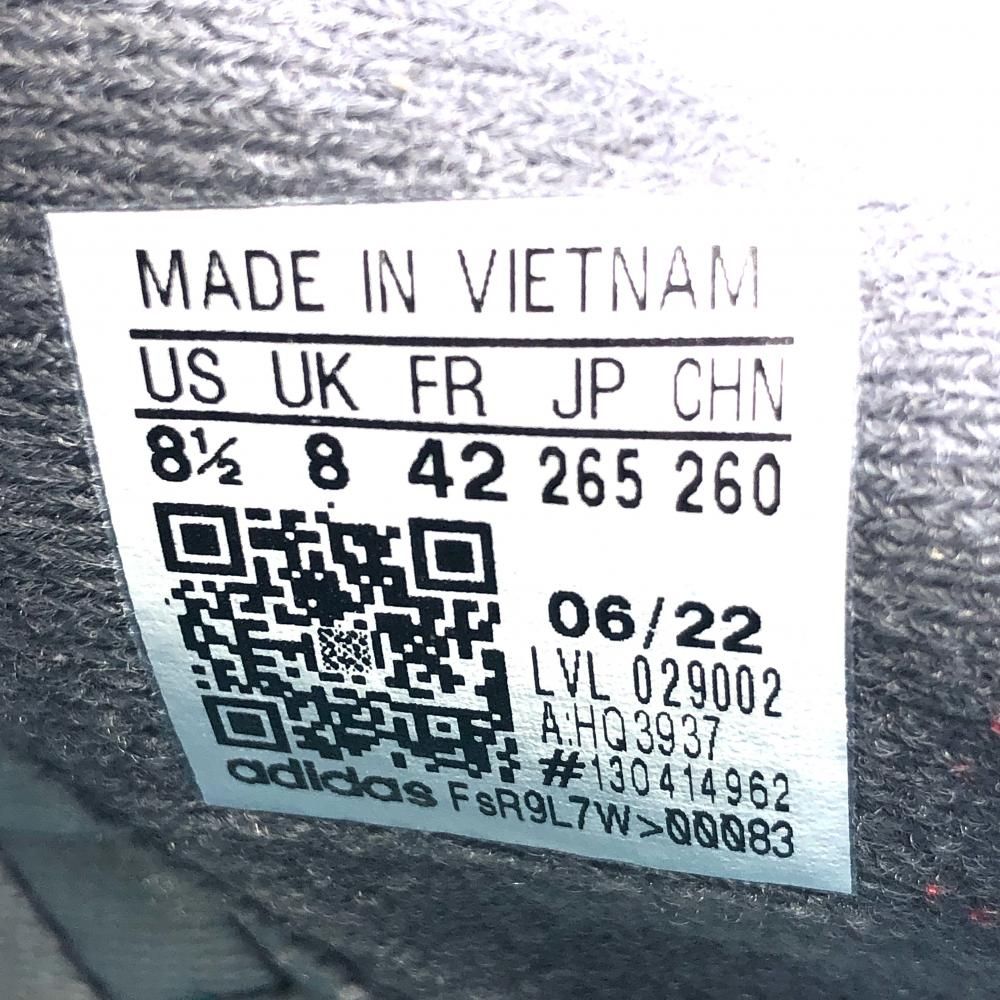 MADE IN VIETNAM
US UK FR JP CHN
8½ 8 42 265 260
06/22
LVL 029002
A:HQ3937
#130414962
adidas FsR9L7W>00083